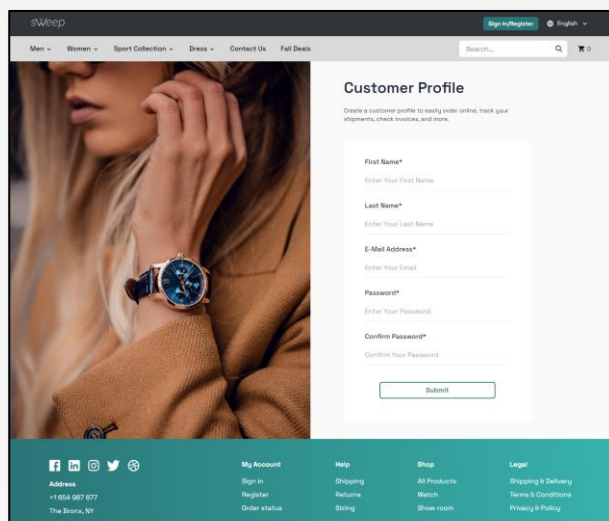 sWeep
Sign In/Register
English
Men
Women
Sport Collection
Dress
Contact Us
Fall Deals
Search...
0
Customer Profile
Create a customer profile to easily order online, track your
shipments, check invoices, and more.
First Name*
Enter Your First Name
Last Name*
Enter Your Last Name
E-Mail Address*
Enter Your Email
Password*
Enter Your Password
Confirm Password*
Confirm Your Password
Submit
Address
+1 654 987 877
The Bronx, NY
My Account
Sign in
Register
Order status
Help
Shipping
Returns
Sizing
Shop
All Products
Watch
Show room
Legal
Shipping & Delivery
Terms & Conditions
Privacy & Policy